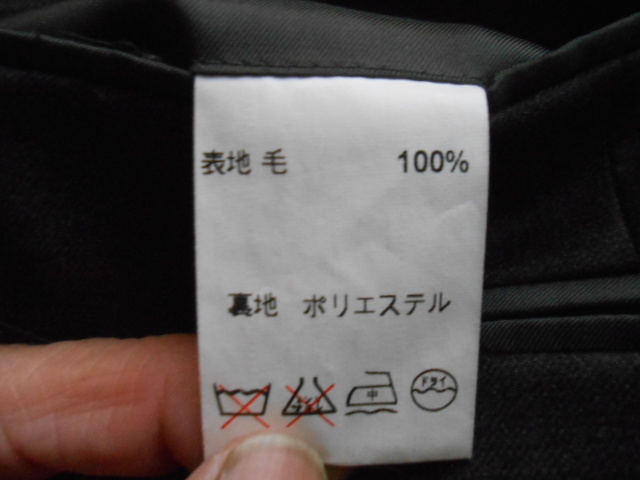 表地 毛 100%
裏地 ポリエステル
中 ドライ